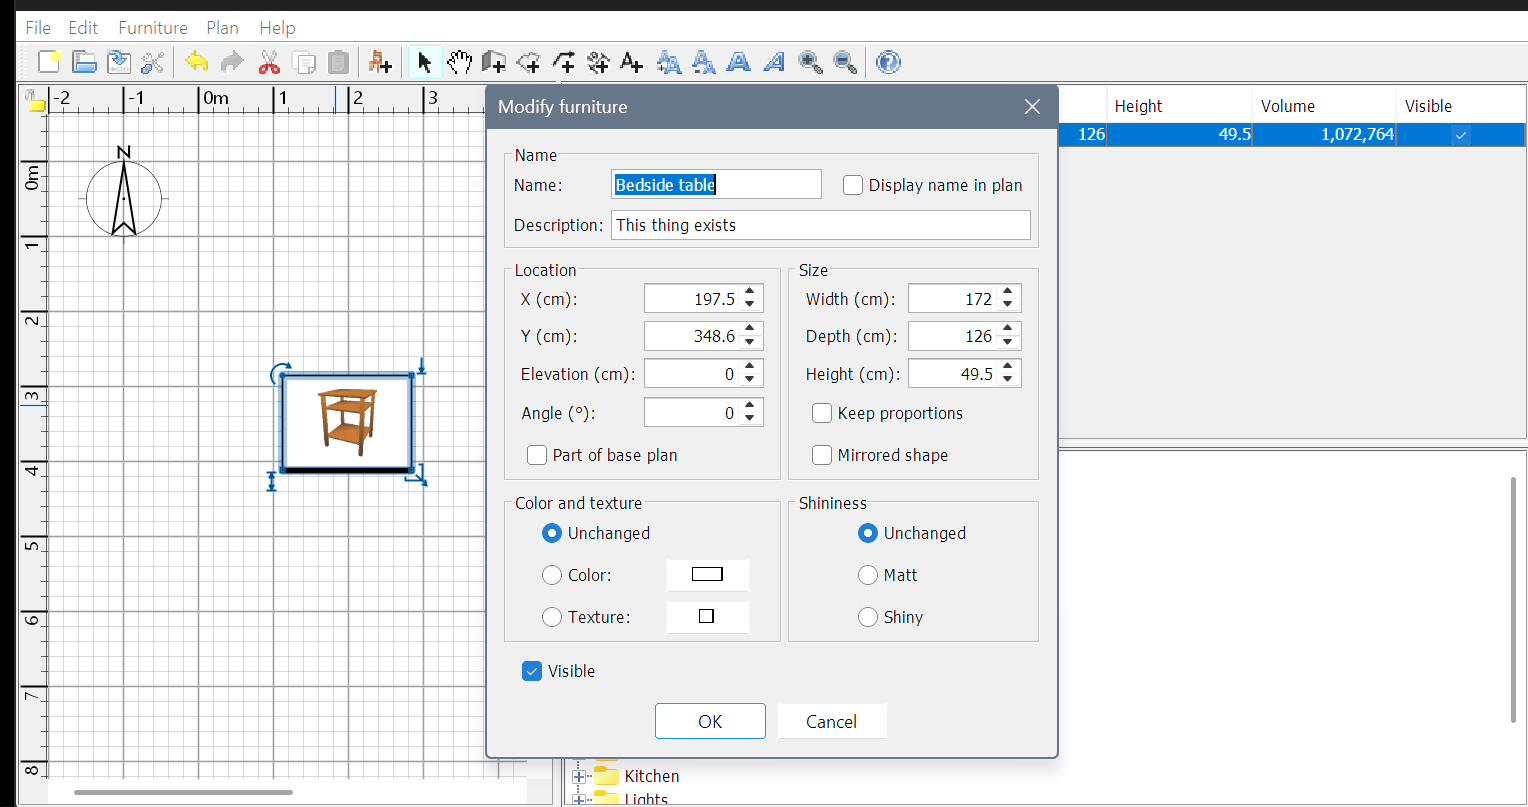 File Edit Furniture Plan Help
-2 -1 0m 1 2 3
Height Volume Visible
126 49.5 1,072,764
N
0m
1
2
3
4
5
6
7
8
Modify furniture
Name
Name: Bedside table Display name in plan
Description: This thing exists
Location
X (cm): 197.5
Y (cm): 348.6
Elevation (cm): 0
Angle (°): 0
Part of base plan
Size
Width (cm): 172
Depth (cm): 126
Height (cm): 49.5
Keep proportions
Mirrored shape
Color and texture
Unchanged
Color:
Texture:
Shininess
Unchanged
Matt
Shiny
Visible
OK Cancel
Kitchen
Lights